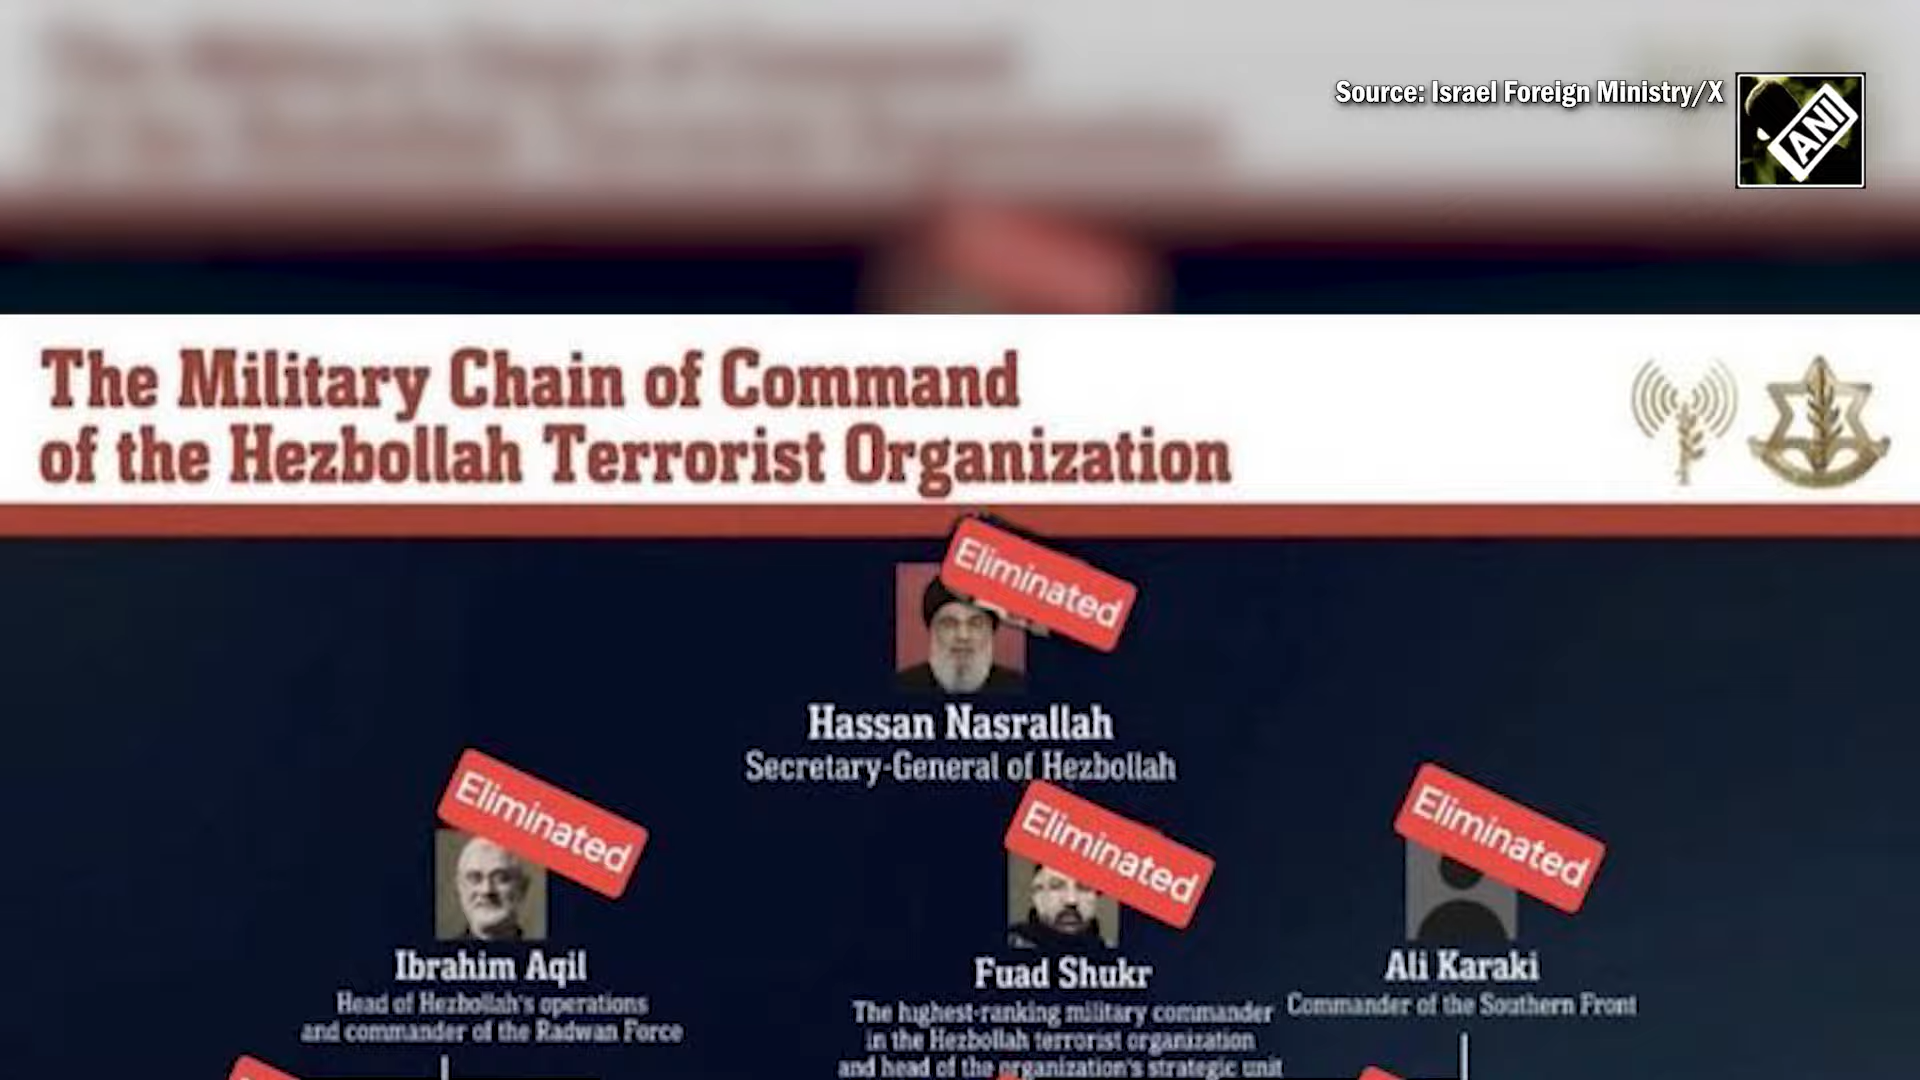 Source: Israel Foreign Ministry/X
ANI
The Military Chain of Command
of the Hezbollah Terrorist Organization
Eliminated
Hassan Nasrallah
Secretary-General of Hezbollah
Eliminated
Eliminated
Eliminated
Ibrahim Aqil
Head of Hezbollah's operations
and commander of the Radwan Force
Fuad Shukr
The highest-ranking military commander
in the Hezbollah terrorist organization
and head of the organization's strategic unit
Ali Karaki
Commander of the Southern Front